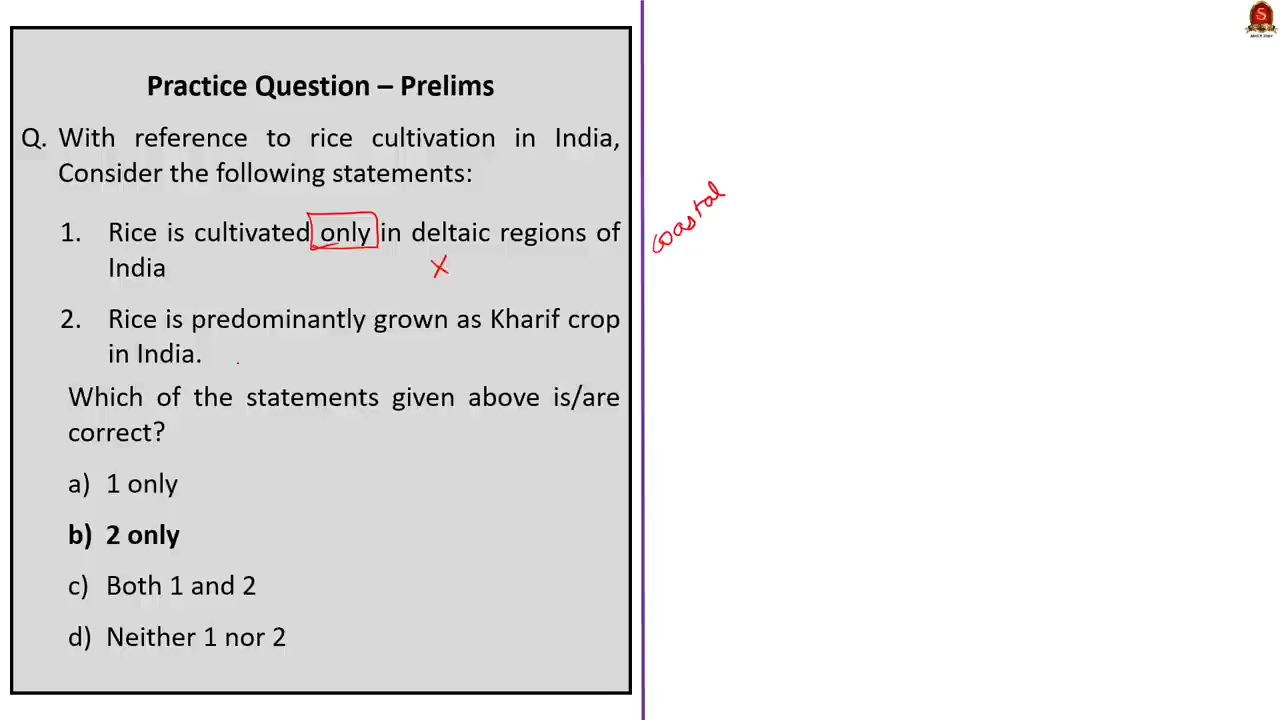 Practice Question – Prelims
Q. With reference to rice cultivation in India,
Consider the following statements:
1. Rice is cultivated only in deltaic regions of
India
2. Rice is predominantly grown as Kharif crop
in India.
Which of the statements given above is/are
correct?
a) 1 only
b) 2 only
c) Both 1 and 2
d) Neither 1 nor 2
coastal
S